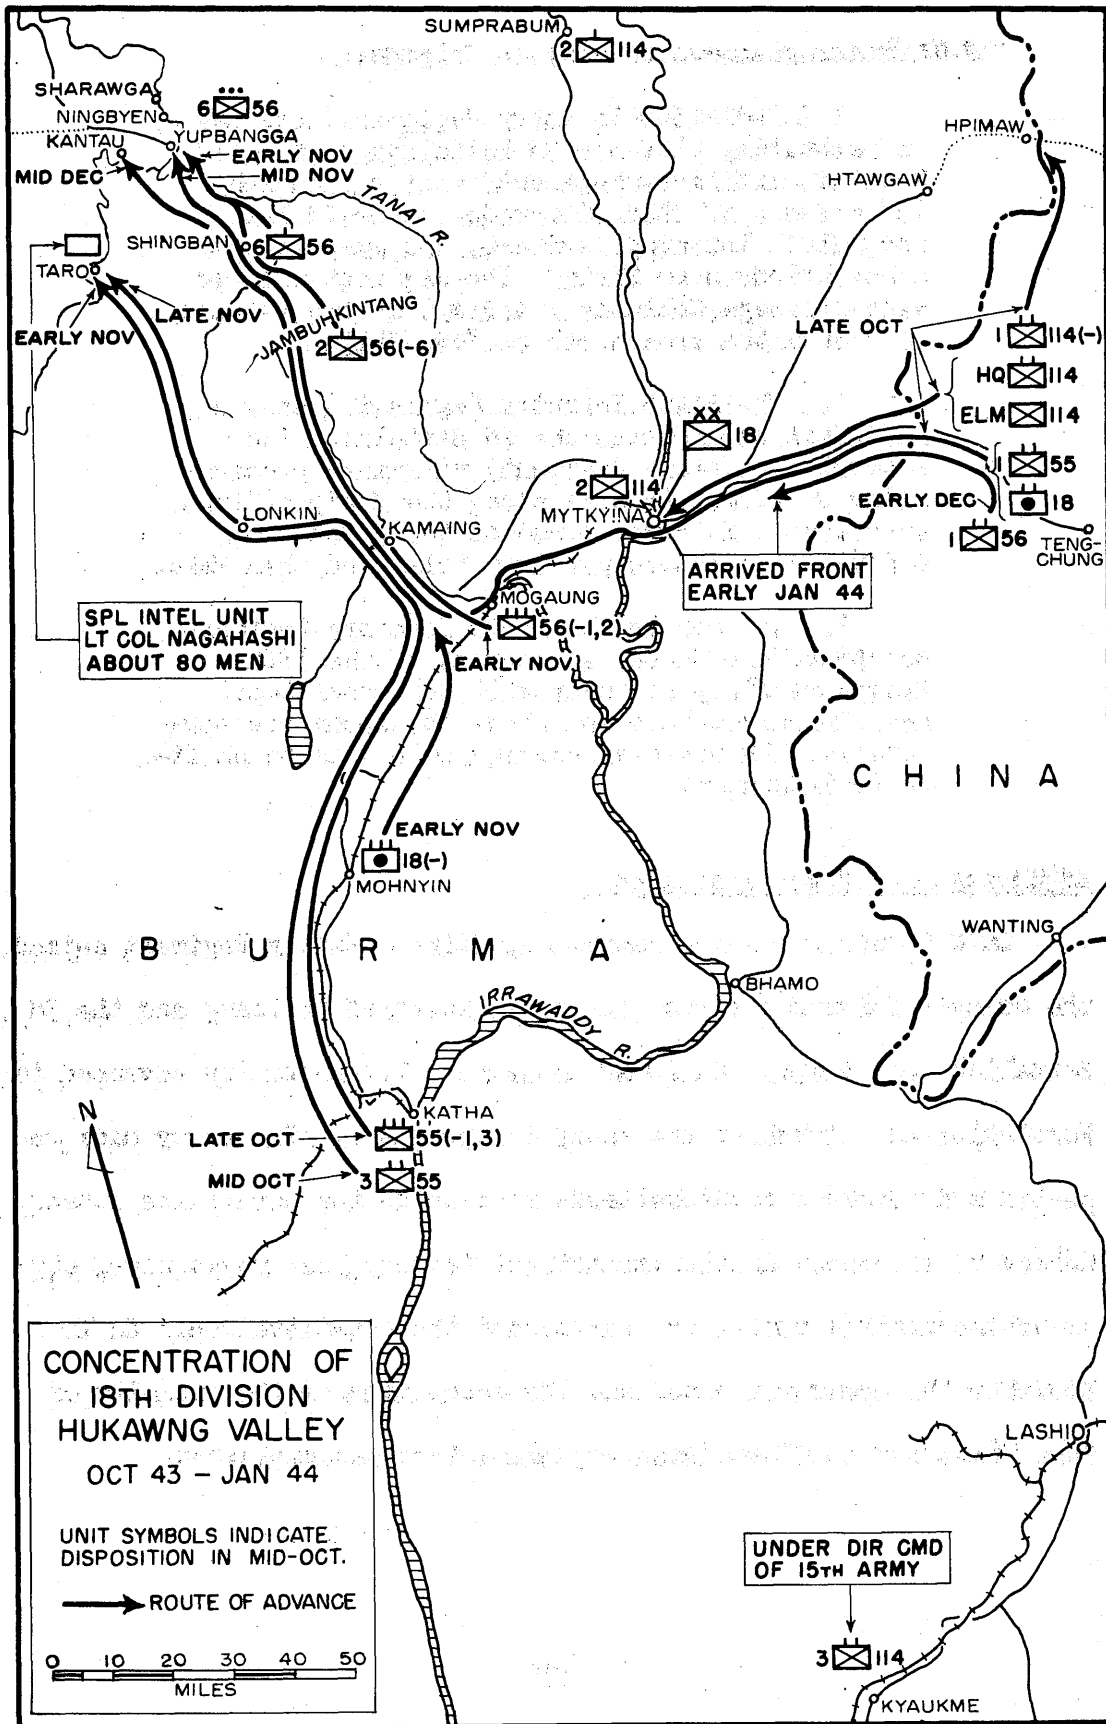 SUMPRABUM
2 114
SHARAWGA
NINGBYEN
KANTAU
YUPBANGGA
6 56
EARLY NOV
MID NOV
MID DEC
TANAI R.
HPIMAW
HTAWGAW
SHINGBAN
6 56
TARO
LATE NOV
EARLY NOV
JAMBUHKINTANG
2 56(-6)
LATE OCT
1 114(-)
HQ 114
ELM 114
XX
18
1 55
18
EARLY DEC
1 56
TENG-
CHUNG
2 114
MYTKYINA
LONKIN
KAMAING
ARRIVED FRONT
EARLY JAN 44
MOGAUNG
56(-1,2)
EARLY NOV
SPL INTEL UNIT
LT COL NAGAHASHI
ABOUT 80 MEN
CHINA
EARLY NOV
18(-)
MOHNYIN
BURMA
WANTING
BHAMO
IRRAWADDY R.
N
KATHA
LATE OCT 55(-1,3)
MID OCT 3 55
CONCENTRATION OF
18TH DIVISION
HUKAWNG VALLEY
OCT 43 – JAN 44
UNIT SYMBOLS INDICATE
DISPOSITION IN MID-OCT.
ROUTE OF ADVANCE
0 10 20 30 40 50
MILES
LASHIO
UNDER DIR CMD
OF 15TH ARMY
3 114
KYAUKME